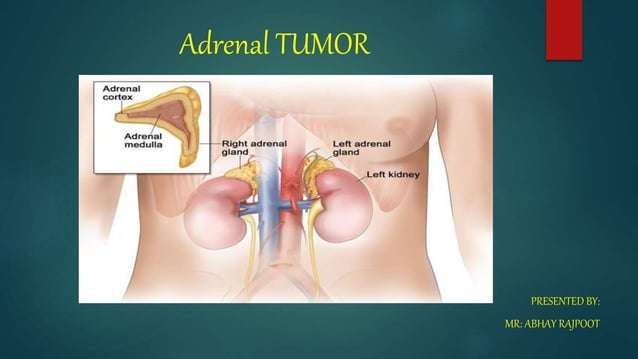 Adrenal TUMOR
Adrenal
cortex
Adrenal
medulla
Right adrenal
gland
Left adrenal
gland
Left kidney
PRESENTED BY:
MR: ABHAY RAJPOOT